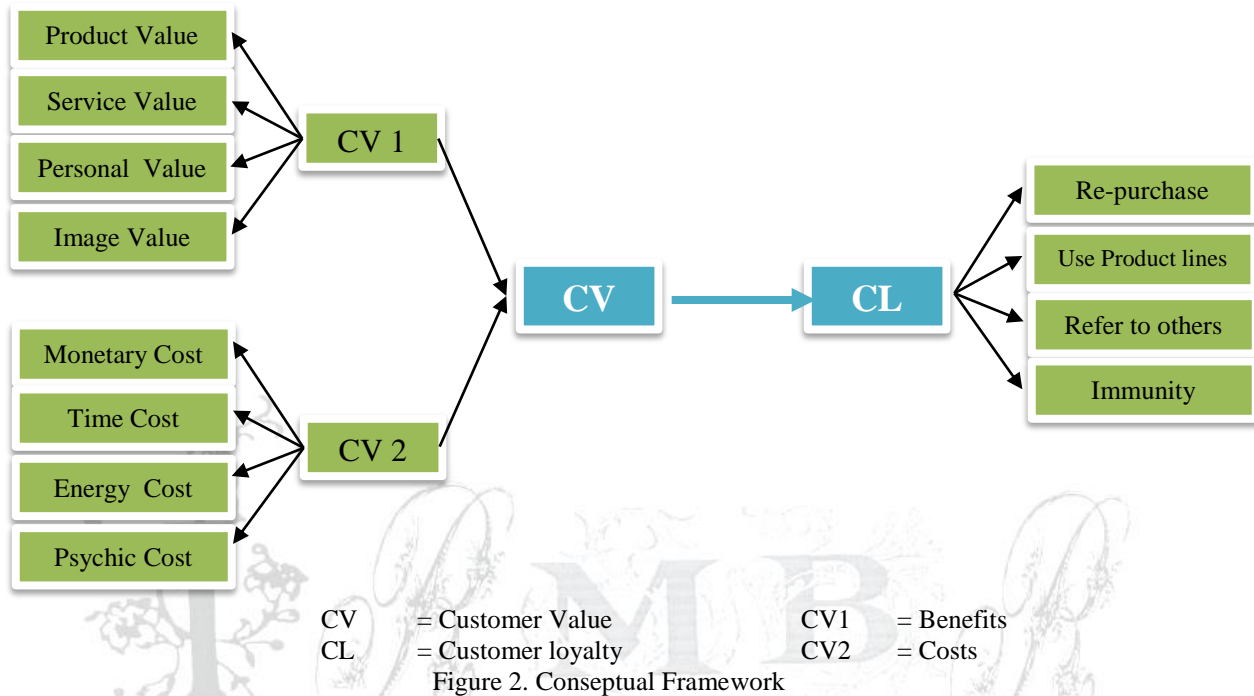 Product Value
Service Value
Personal Value
Image Value
CV 1
Monetary Cost
Time Cost
Energy Cost
Psychic Cost
CV 2
CV
CL
Re-purchase
Use Product lines
Refer to others
Immunity
CV = Customer Value CV1 = Benefits
CL = Customer loyalty CV2 = Costs
Figure 2. Conseptual Framework